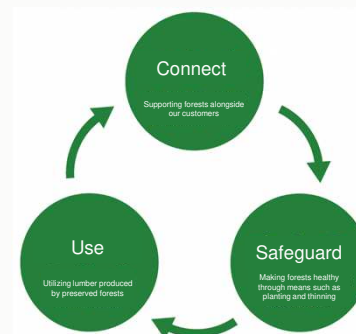 Connect
Supporting forests alongside
our customers
Safeguard
Making forests healthy
through means such as
planting and thinning
Use
Utilizing lumber produced
by preserved forests